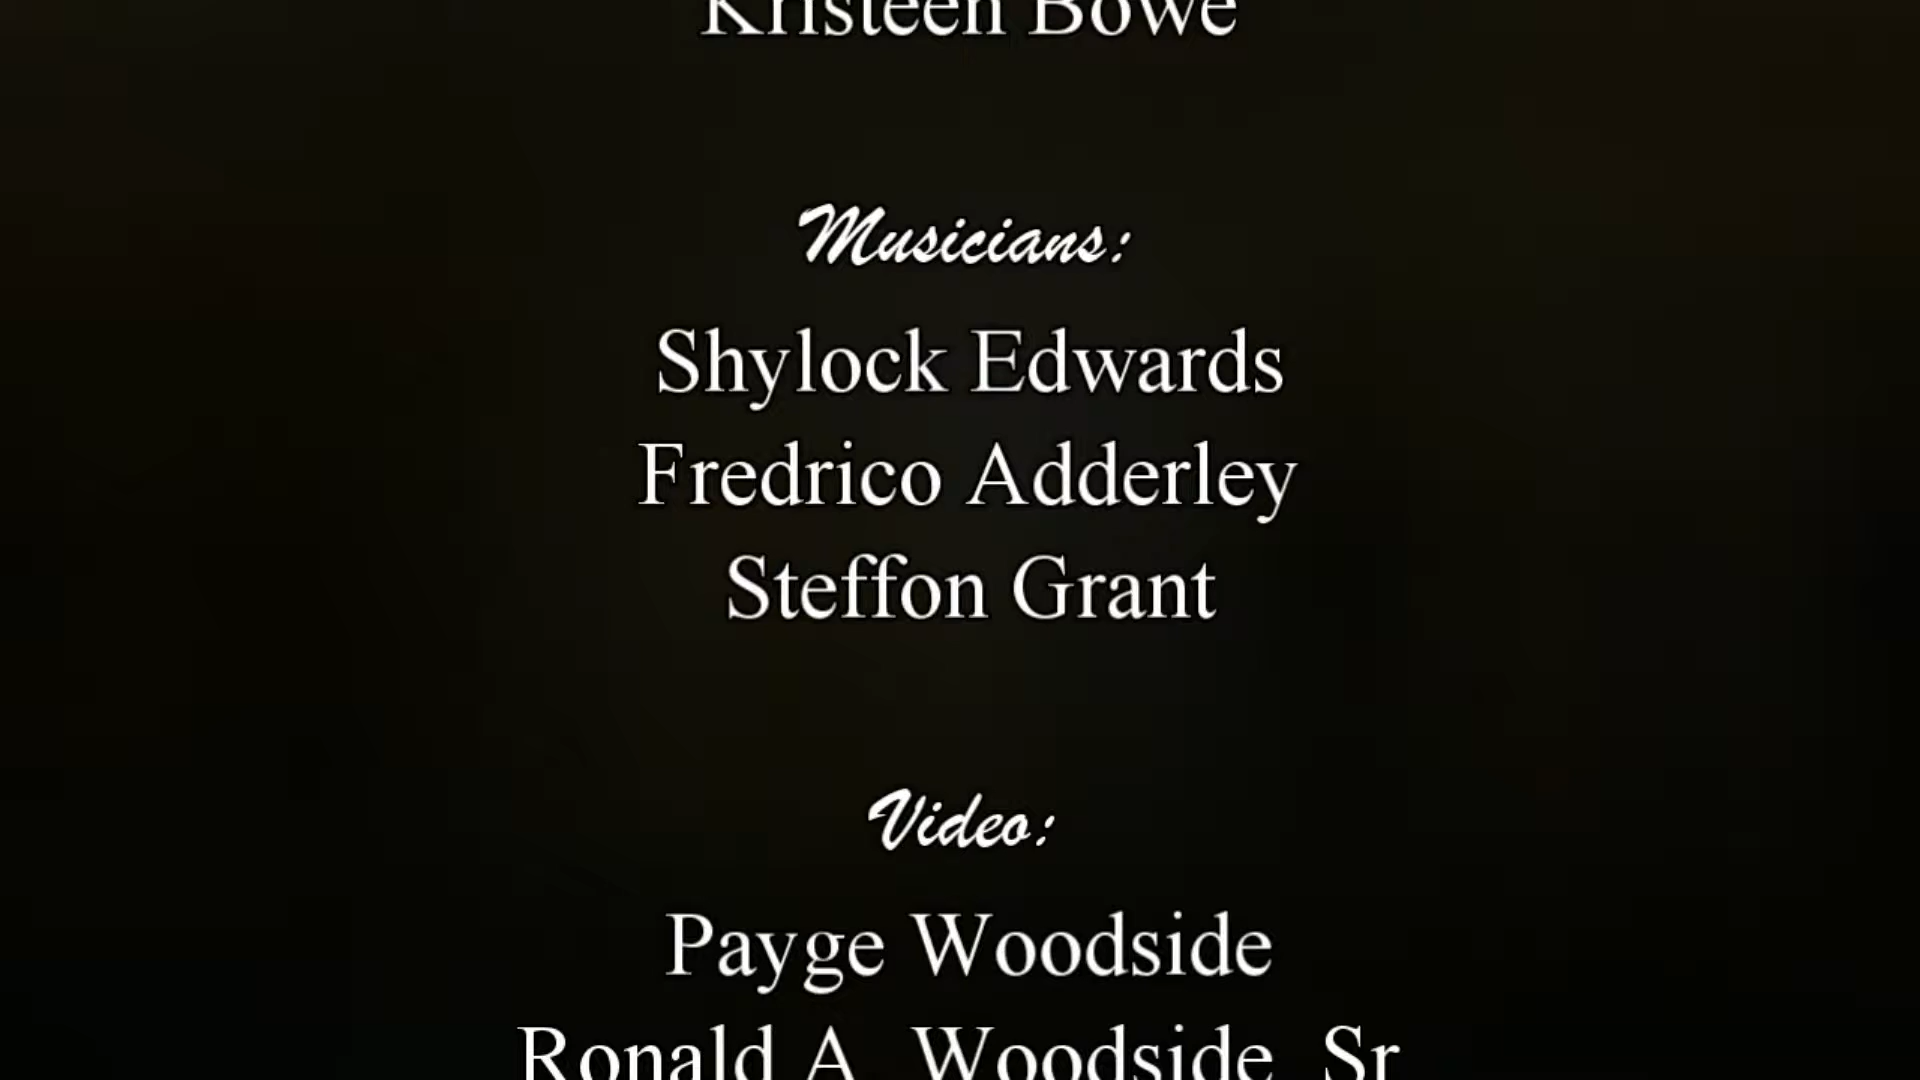 Kristeen Bowe
Musicians:
Shylock Edwards
Fredrico Adderley
Steffon Grant
Video:
Payge Woodside
Ronald A. Woodside, Sr.